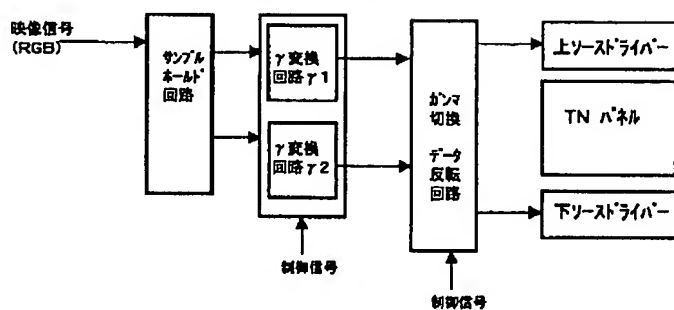 映像信号
(RGB)
サンプル
ホールド
回路
γ変換
回路γ1
γ変換
回路γ2
制御信号
ガンマ
切換
データ
反転
回路
制御信号
上ソースドライバー
TN パネル
下ソースドライバー